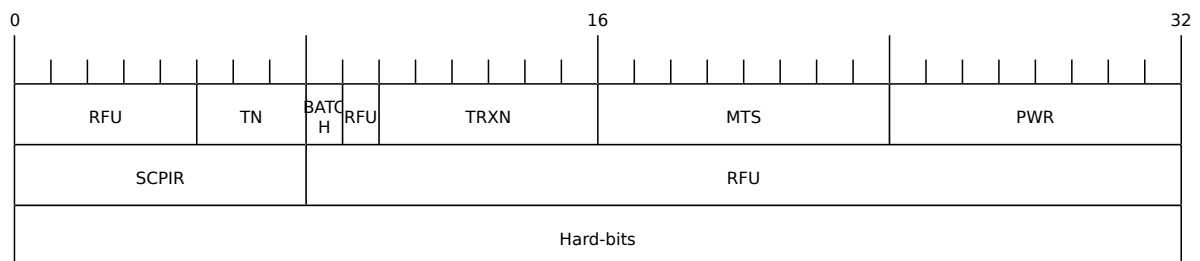 0 16 32
RFU TN BATC RFU TRXN MTS PWR
H
SCPIR RFU
Hard-bits